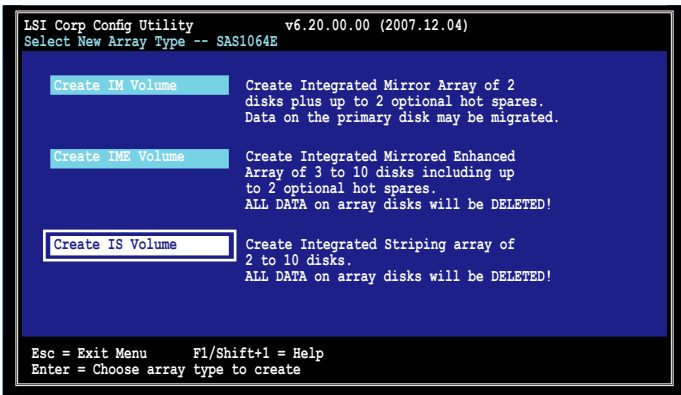 LSI Corp Config Utility v6.20.00.00 (2007.12.04)
Select New Array Type -- SAS1064E
Create IM Volume Create Integrated Mirror Array of 2
disks plus up to 2 optional hot spares.
Data on the primary disk may be migrated.
Create IME Volume Create Integrated Mirrored Enhanced
Array of 3 to 10 disks including up
to 2 optional hot spares.
ALL DATA on array disks will be DELETED!
Create IS Volume Create Integrated Striping array of
2 to 10 disks.
ALL DATA on array disks will be DELETED!
Esc = Exit Menu F1/Shift+1 = Help
Enter = Choose array type to create